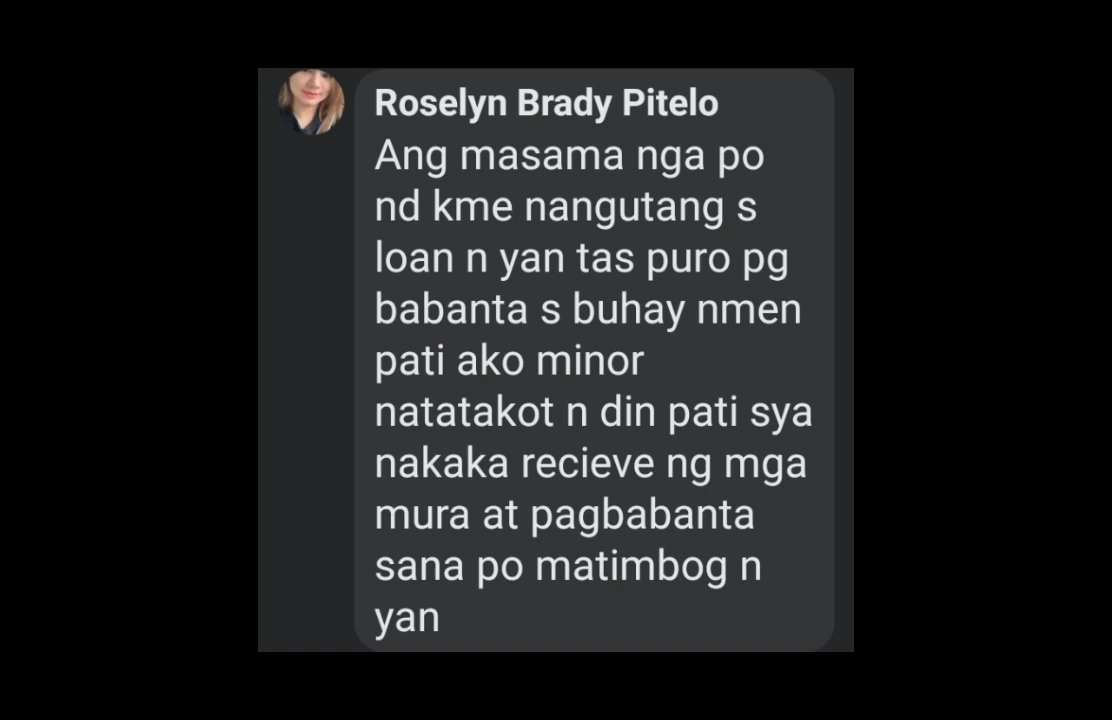 Roselyn Brady Pitelo
Ang masama nga po
nd kme nangutang s
loan n yan tas puro pg
babanta s buhay nmen
pati ako minor
natatakot n din pati sya
nakaka recieve ng mga
mura at pagbabanta
sana po matimbog n
yan